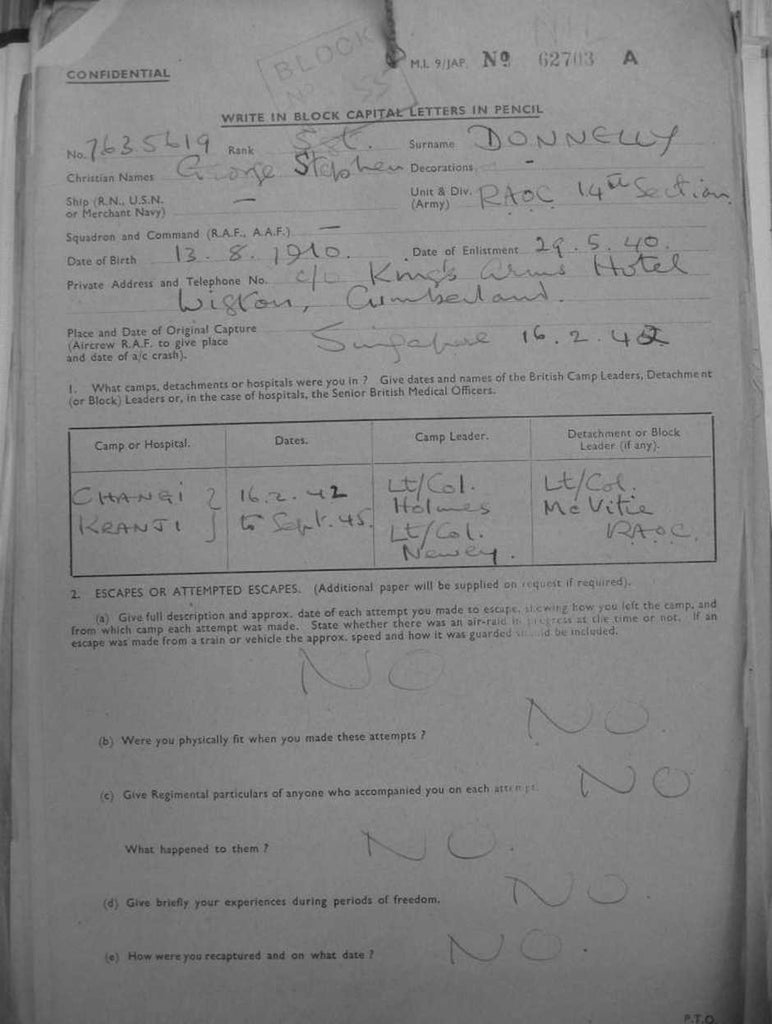 BLOCK
NO 55
M.I. 9/JAP. No 62703 A
CONFIDENTIAL
WRITE IN BLOCK CAPITAL LETTERS IN PENCIL
No. 7635619 Rank Sgt. Surname DONNELLY
Christian Names George Stephen Decorations -
Ship (R.N., U.S.N. or Merchant Navy) — Unit & Div. (Army) RAOC 14th Section
Squadron and Command (R.A.F., A.A.F.) —
Date of Birth 13. 8. 1910. Date of Enlistment 29. 5. 40.
Private Address and Telephone No. c/o King's Arms Hotel
Wigton, Cumberland.
Place and Date of Original Capture
(Aircrew R.A.F. to give place
and date of a/c crash). Singapore 16. 2. 42
1. What camps, detachments or hospitals were you in ? Give dates and names of the British Camp Leaders, Detachment
(or Block) Leaders or, in the case of hospitals, the Senior British Medical Officers.
Camp or Hospital. Dates. Camp Leader. Detachment or Block Leader (if any).
CHANGI } 16. 2. 42 Lt/Col. Lt/Col.
KRANJI } to Sept. 45. Holmes McVitie
Lt/Col. RAOC.
Newey.
2. ESCAPES OR ATTEMPTED ESCAPES. (Additional paper will be supplied on request if required).
(a) Give full description and approx. date of each attempt you made to escape, showing how you left the camp, and
from which camp each attempt was made. State whether there was an air-raid in progress at the time or not. If an
escape was made from a train or vehicle the approx. speed and how it was guarded should be included.
NO
(b) Were you physically fit when you made these attempts ? NO.
(c) Give Regimental particulars of anyone who accompanied you on each attempt. NO
What happened to them ? NO.
(d) Give briefly your experiences during periods of freedom. NO.
(e) How were you recaptured and on what date ? NO.
P.T.O.